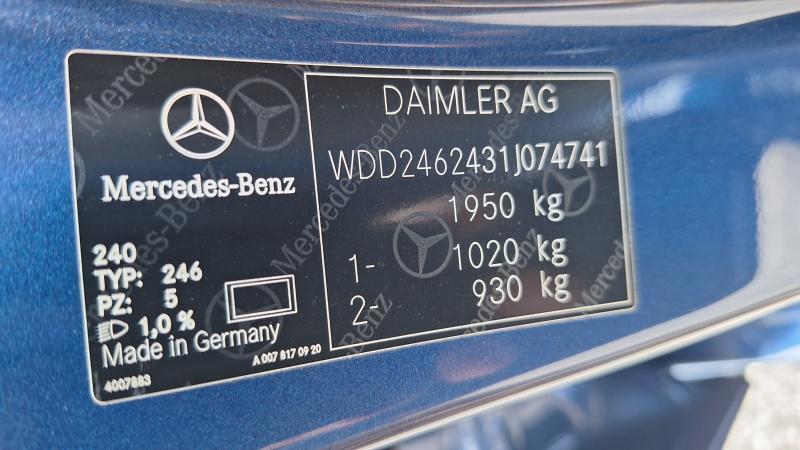 Mercedes-Benz
240
TYP: 246
PZ: 5
1,0 %
Made in Germany
A 007 817 09 20
4007883
DAIMLER AG
WDD2462431J074741
1950 kg
1- 1020 kg
2- 930 kg